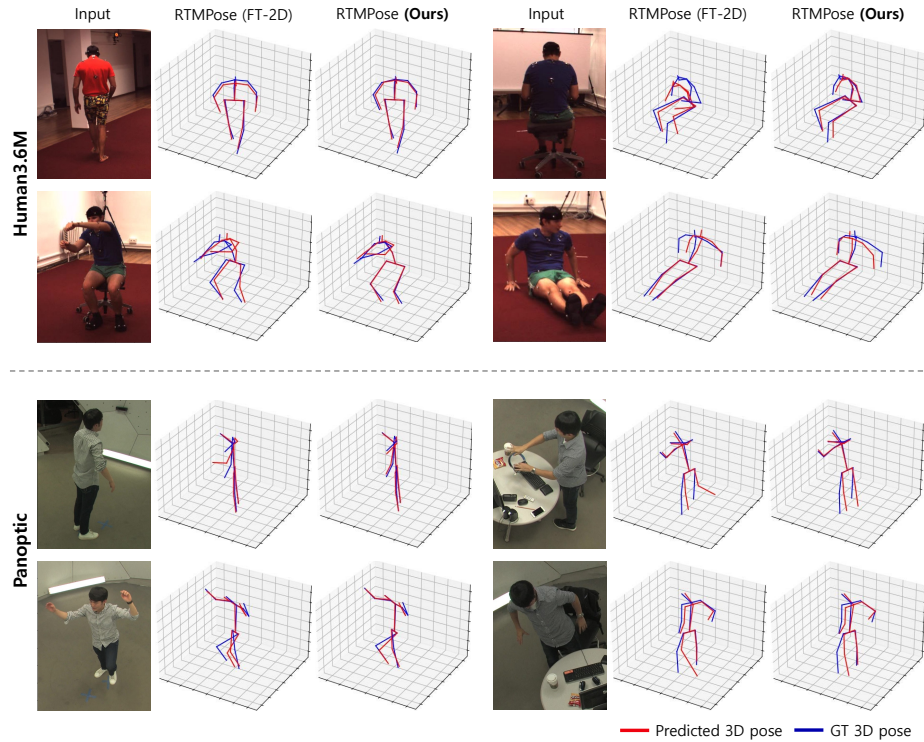 Input RTMPose (FT-2D) RTMPose (Ours) Input RTMPose (FT-2D) RTMPose (Ours)
Human3.6M
Panoptic
Predicted 3D pose GT 3D pose